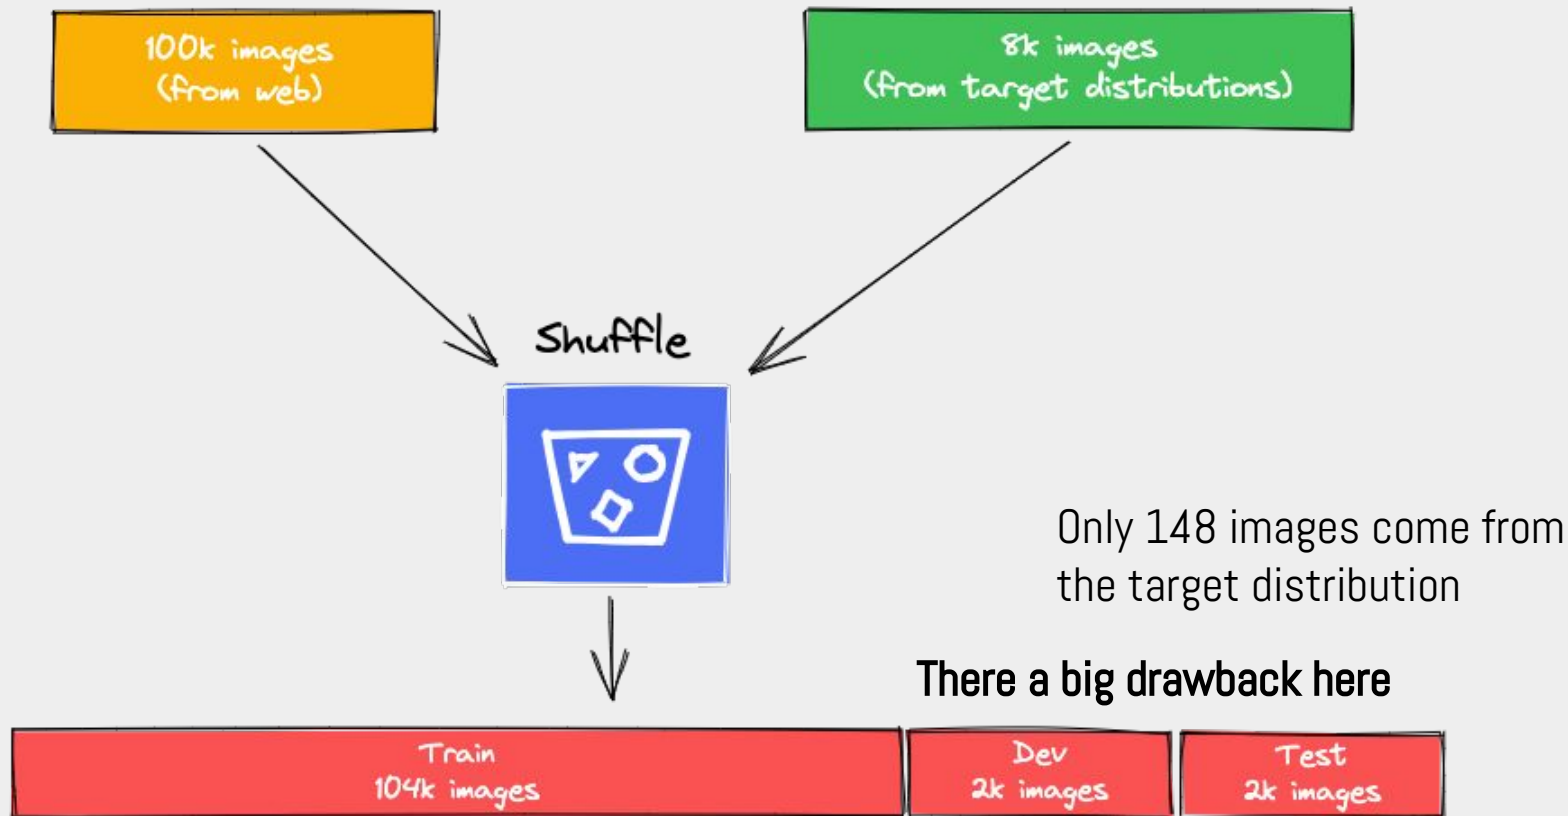 100k images
(from web)
8k images
(from target distributions)
Shuffle
Only 148 images come from
the target distribution
There a big drawback here
Train
104k images
Dev
2k images
Test
2k images